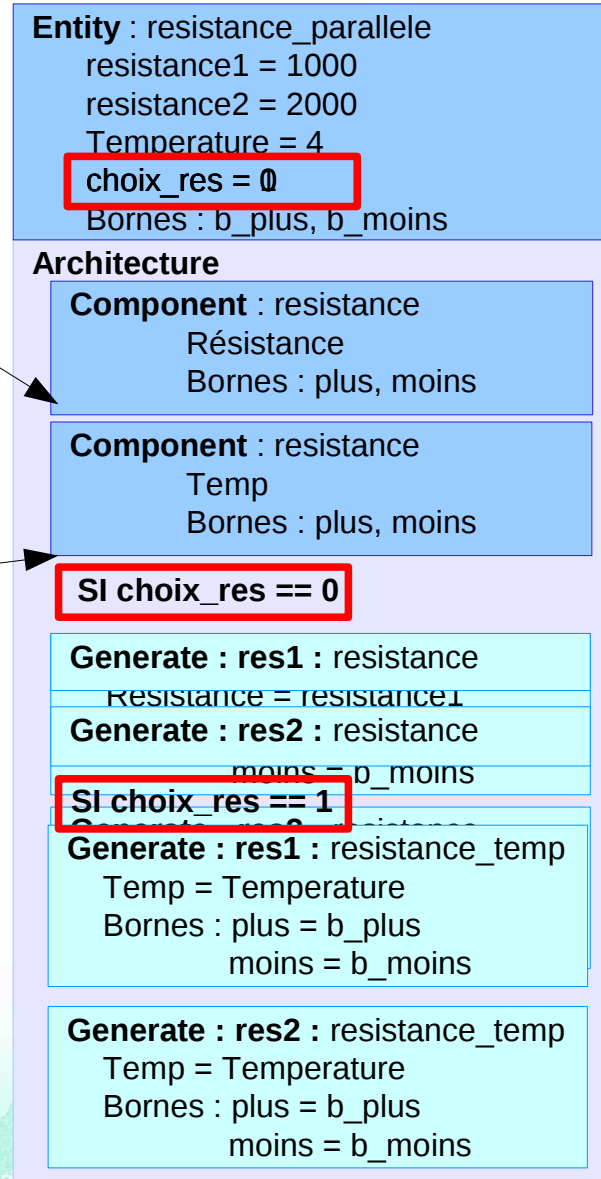 Entity : resistance_parallele
resistance1 = 1000
resistance2 = 2000
Temperature = 4
choix_res =
Bornes : b_plus, b_moins
Architecture
Component : resistance
Résistance
Bornes : plus, moins
Component : resistance
Temp
Bornes : plus, moins
SI choix_res == 0
Generate : res1 : resistance
Resistance = resistance1
Generate : res2 : resistance
moins = b_moins
SI choix_res == 1
Generate : res1 : resistance_temp
Temp = Temperature
Bornes : plus = b_plus
moins = b_moins
Generate : res2 : resistance_temp
Temp = Temperature
Bornes : plus = b_plus
moins = b_moins